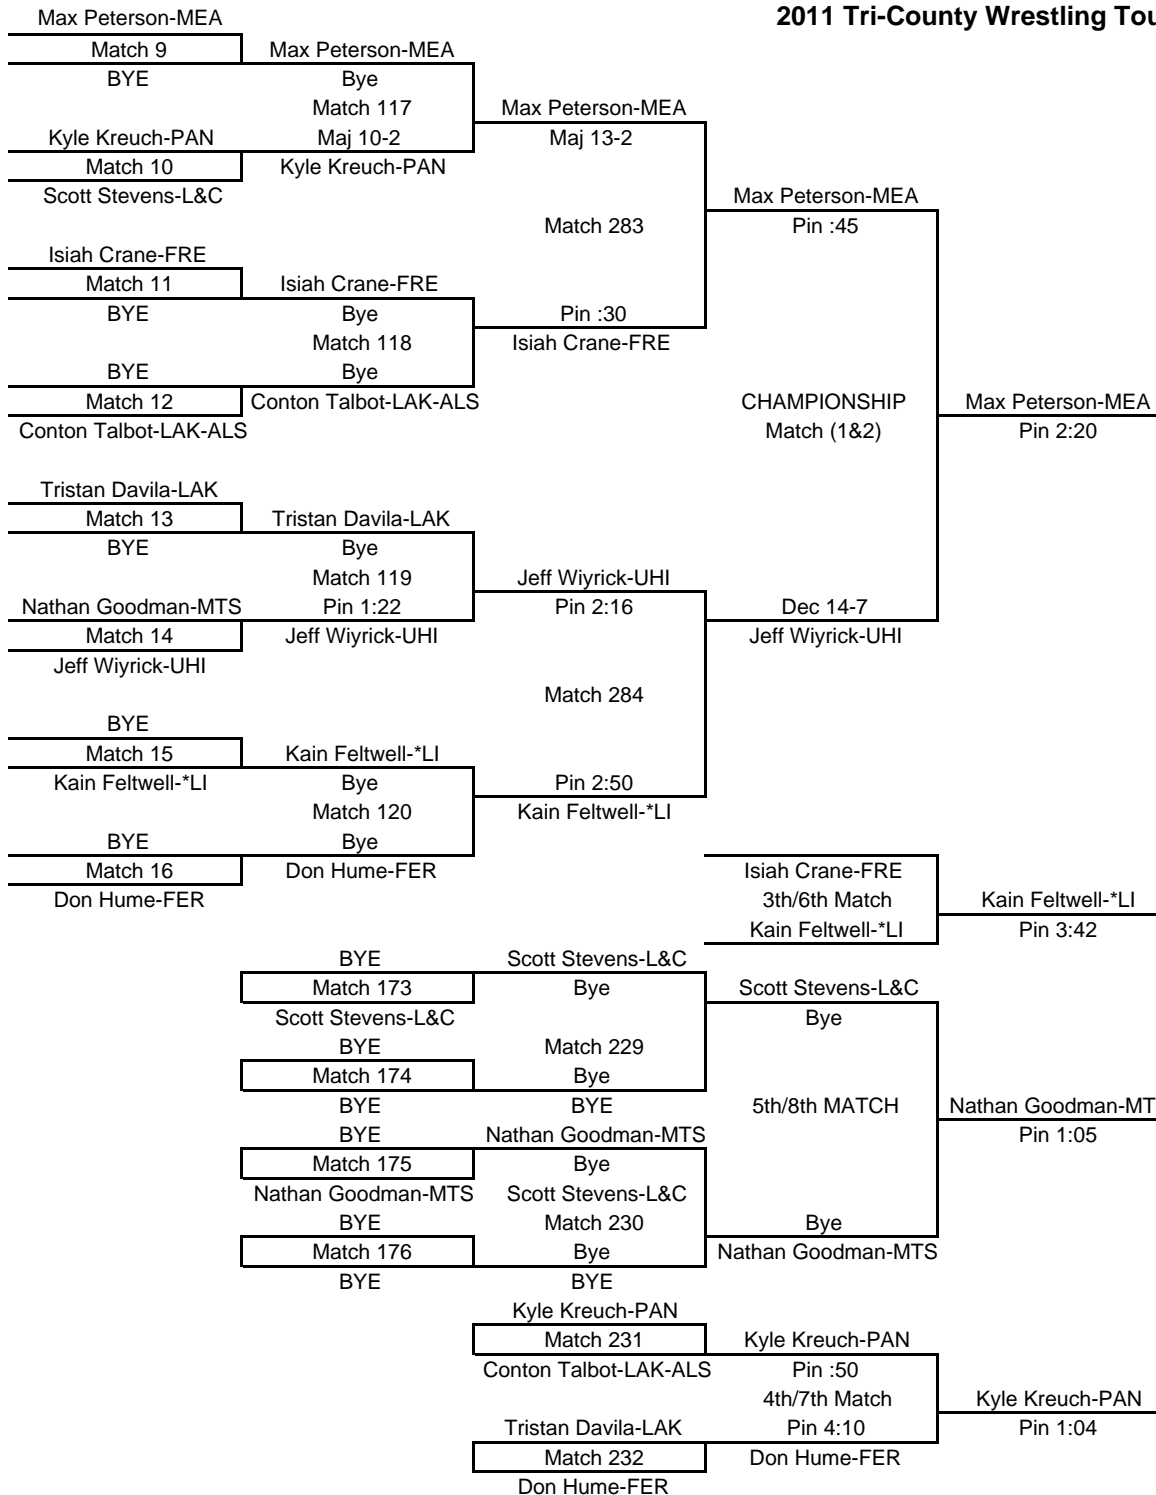 Max Peterson-MEA
2011 Tri-County Wrestling Tou
Match 9
Max Peterson-MEA
BYE
Bye
Match 117
Max Peterson-MEA
Kyle Kreuch-PAN
Maj 10-2
Maj 13-2
Match 10
Kyle Kreuch-PAN
Scott Stevens-L&C
Max Peterson-MEA
Match 283
Pin :45
Isiah Crane-FRE
Match 11
Isiah Crane-FRE
BYE
Bye
Pin :30
Match 118
Isiah Crane-FRE
BYE
Bye
Match 12
Conton Talbot-LAK-ALS
CHAMPIONSHIP
Max Peterson-MEA
Conton Talbot-LAK-ALS
Match (1&2)
Pin 2:20
Tristan Davila-LAK
Match 13
Tristan Davila-LAK
BYE
Bye
Match 119
Jeff Wiyrick-UHI
Nathan Goodman-MTS
Pin 1:22
Pin 2:16
Dec 14-7
Match 14
Jeff Wiyrick-UHI
Jeff Wiyrick-UHI
Jeff Wiyrick-UHI
Match 284
BYE
Match 15
Kain Feltwell-*LI
Kain Feltwell-*LI
Bye
Pin 2:50
Match 120
Kain Feltwell-*LI
BYE
Bye
Match 16
Don Hume-FER
Isiah Crane-FRE
Don Hume-FER
3th/6th Match
Kain Feltwell-*LI
Kain Feltwell-*LI
Pin 3:42
BYE
Scott Stevens-L&C
Match 173
Bye
Scott Stevens-L&C
Scott Stevens-L&C
Bye
BYE
Match 229
Match 174
Bye
BYE
BYE
5th/8th MATCH
Nathan Goodman-MT
BYE
Nathan Goodman-MTS
Pin 1:05
Match 175
Bye
Nathan Goodman-MTS
Scott Stevens-L&C
BYE
Match 230
Bye
Match 176
Bye
Nathan Goodman-MTS
BYE
BYE
Kyle Kreuch-PAN
Match 231
Kyle Kreuch-PAN
Conton Talbot-LAK-ALS
Pin :50
4th/7th Match
Kyle Kreuch-PAN
Tristan Davila-LAK
Pin 4:10
Pin 1:04
Match 232
Don Hume-FER
Don Hume-FER